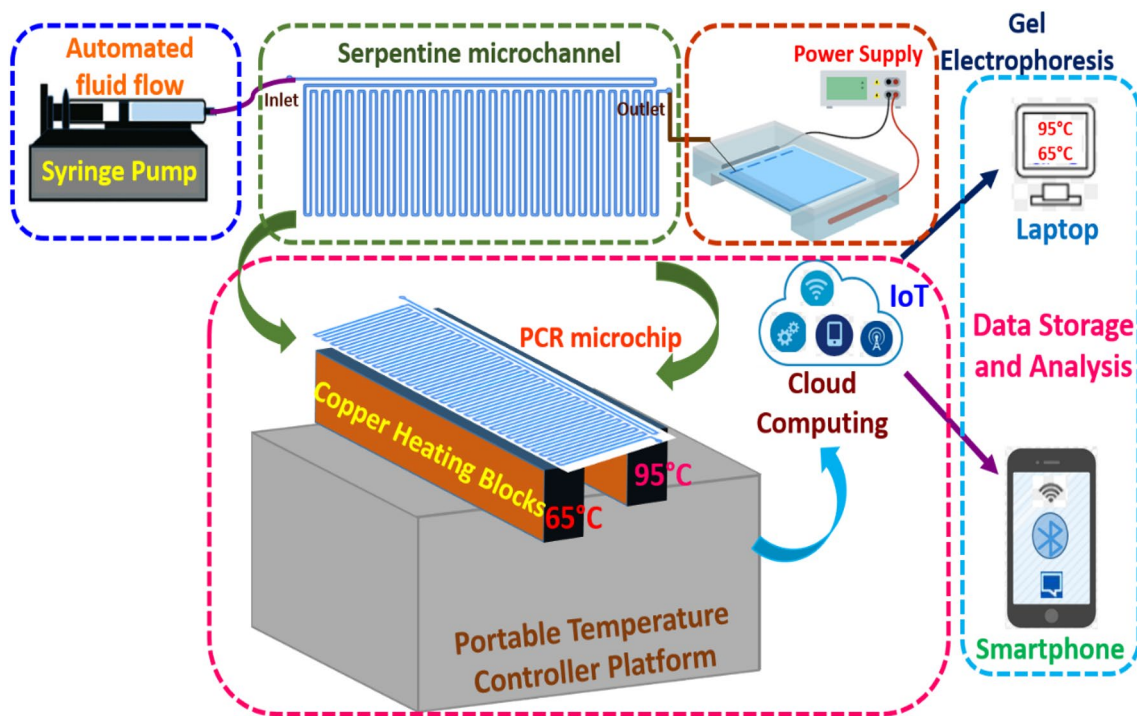 Automated
fluid flow
Syringe Pump
Serpentine microchannel
Inlet
Outlet
Power Supply
Gel
Electrophoresis
95°C
65°C
Laptop
IoT
Cloud
Computing
Data Storage
and Analysis
PCR microchip
Copper Heating Blocks
65°C
95°C
Portable Temperature
Controller Platform
Smartphone